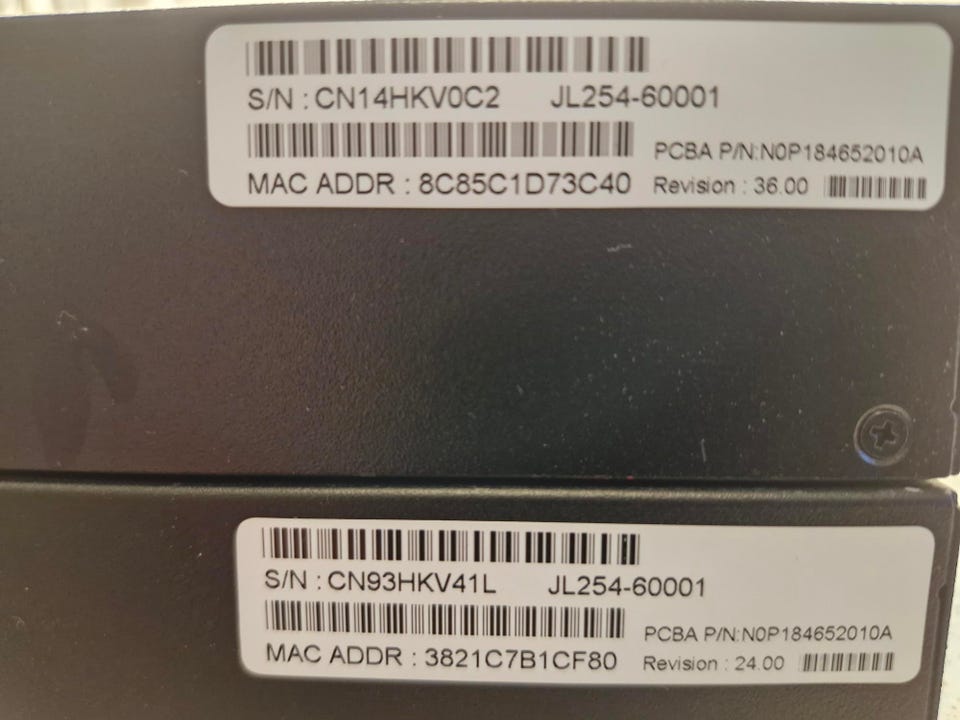 S/N : CN14HKV0C2 JL254-60001
PCBA P/N:N0P184652010A
MAC ADDR : 8C85C1D73C40 Revision : 36.00
S/N : CN93HKV41L JL254-60001
PCBA P/N:N0P184652010A
MAC ADDR : 3821C7B1CF80 Revision : 24.00